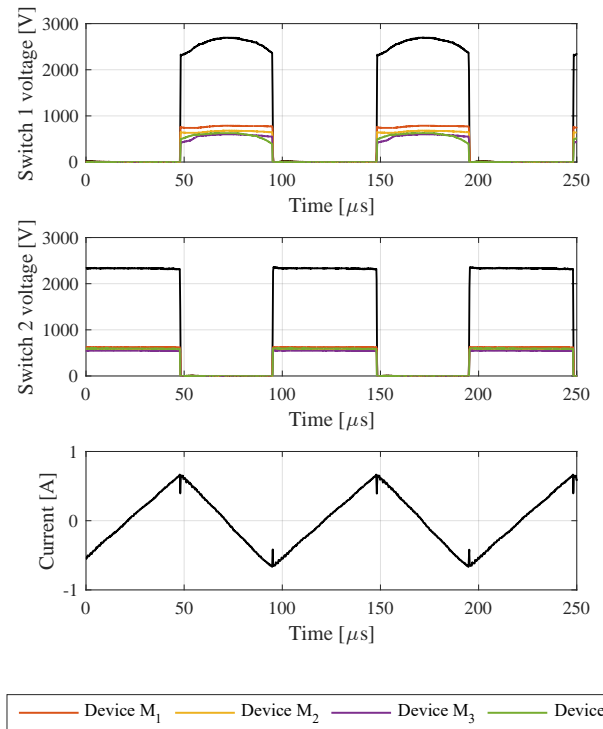 3000
2000
1000
0
Switch 1 voltage [V]
0 50 100 150 200 250
Time [μs]
3000
2000
1000
0
Switch 2 voltage [V]
0 50 100 150 200 250
Time [μs]
1
0
-1
Current [A]
0 50 100 150 200 250
Time [μs]
Device M1 Device M2 Device M3 Device